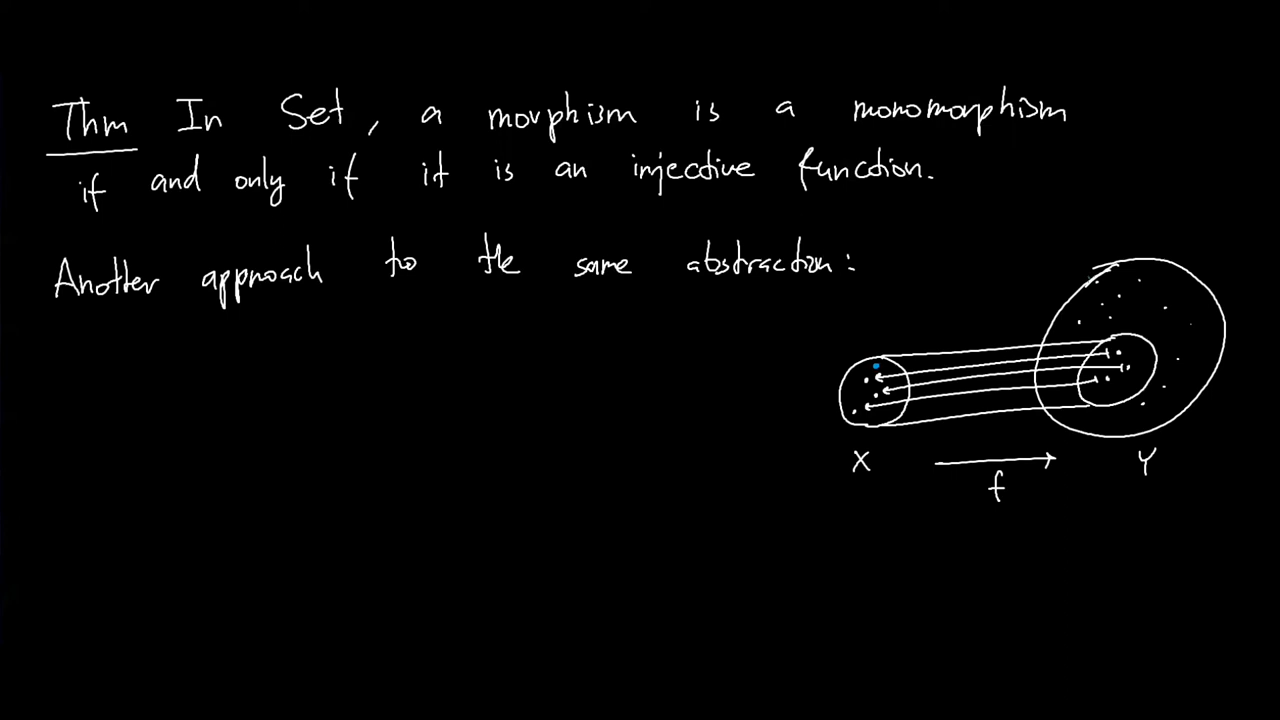 Thm In Set, a morphism is a monomorphism
if and only if it is an injective function.
Another approach to the same abstraction:
X Y
f